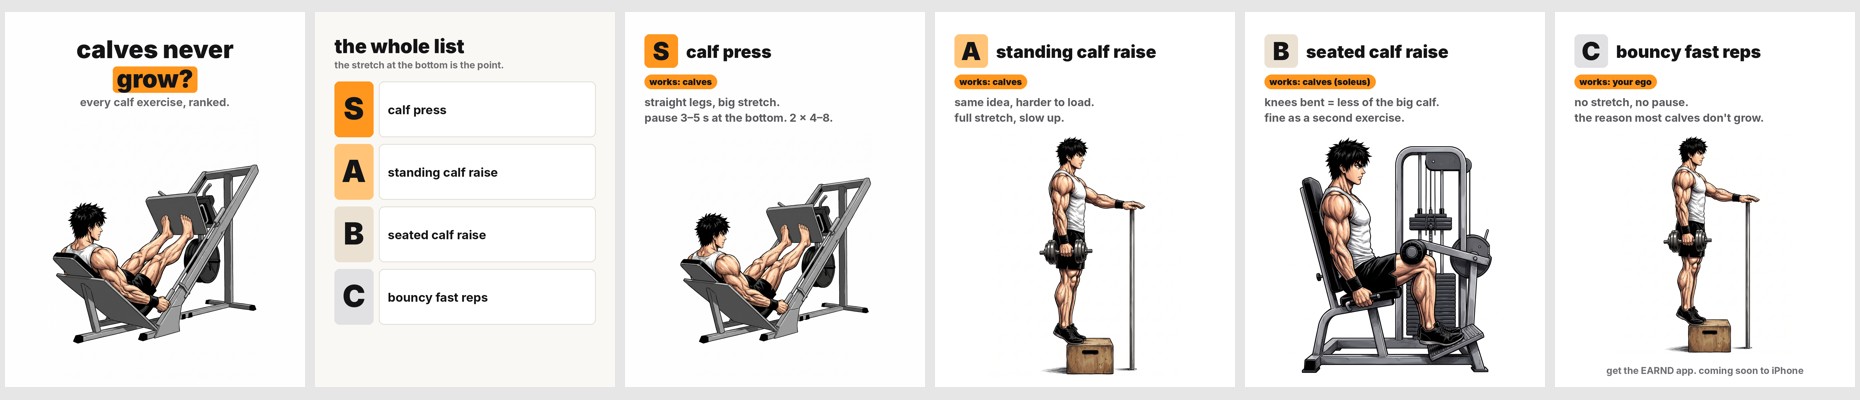 calves never
grow?
every calf exercise, ranked.
the whole list
the stretch at the bottom is the point.
S
calf press
A
standing calf raise
B
seated calf raise
C
bouncy fast reps
S calf press
works: calves
straight legs, big stretch.
pause 3–5 s at the bottom. 2 × 4–8.
A standing calf raise
works: calves
same idea, harder to load.
full stretch, slow up.
B seated calf raise
works: calves (soleus)
knees bent = less of the big calf.
fine as a second exercise.
C bouncy fast reps
works: your ego
no stretch, no pause.
the reason most calves don't grow.
get the EARND app. coming soon to iPhone